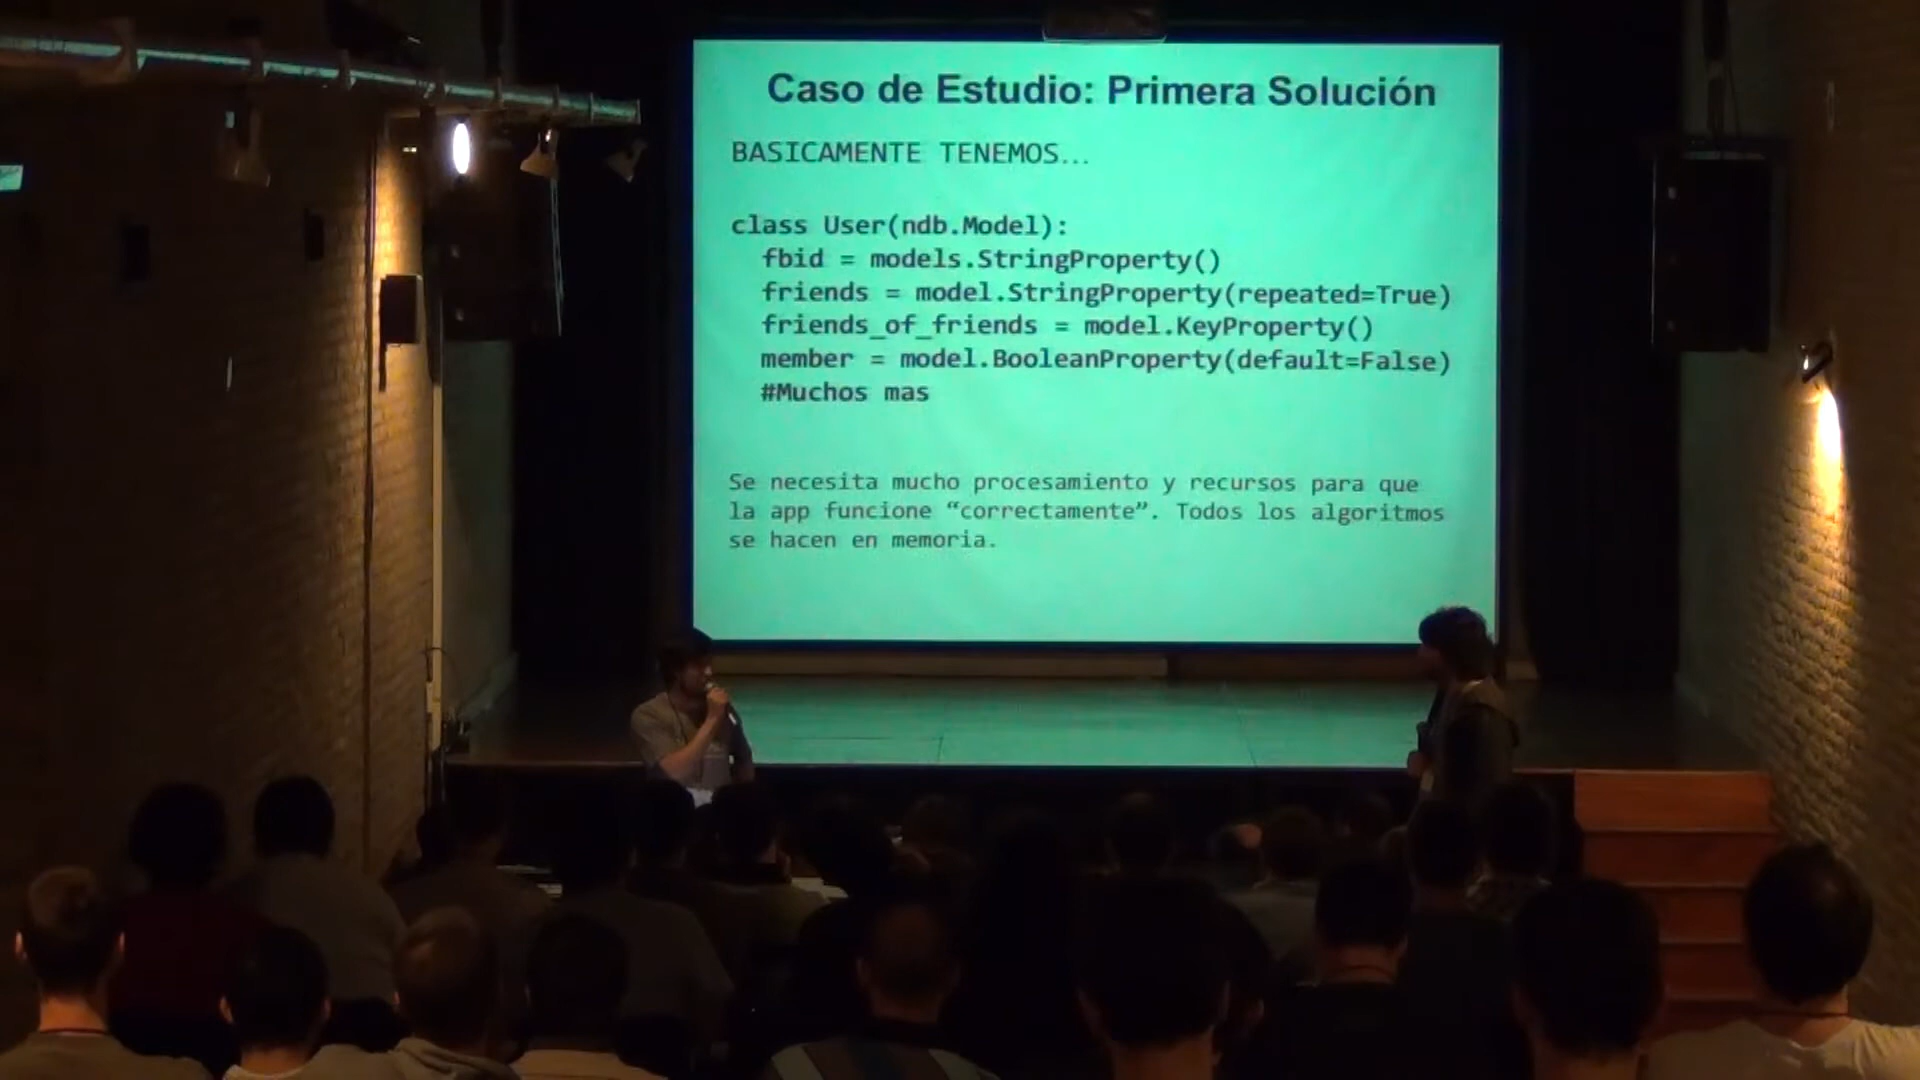 Caso de Estudio: Primera Solución
BASICAMENTE TENEMOS...
class User(ndb.Model):
fbid = models.StringProperty()
friends = model.StringProperty(repeated=True)
friends_of_friends = model.KeyProperty()
member = model.BooleanProperty(default=False)
#Muchos mas
Se necesita mucho procesamiento y recursos para que
la app funcione “correctamente”. Todos los algoritmos
se hacen en memoria.